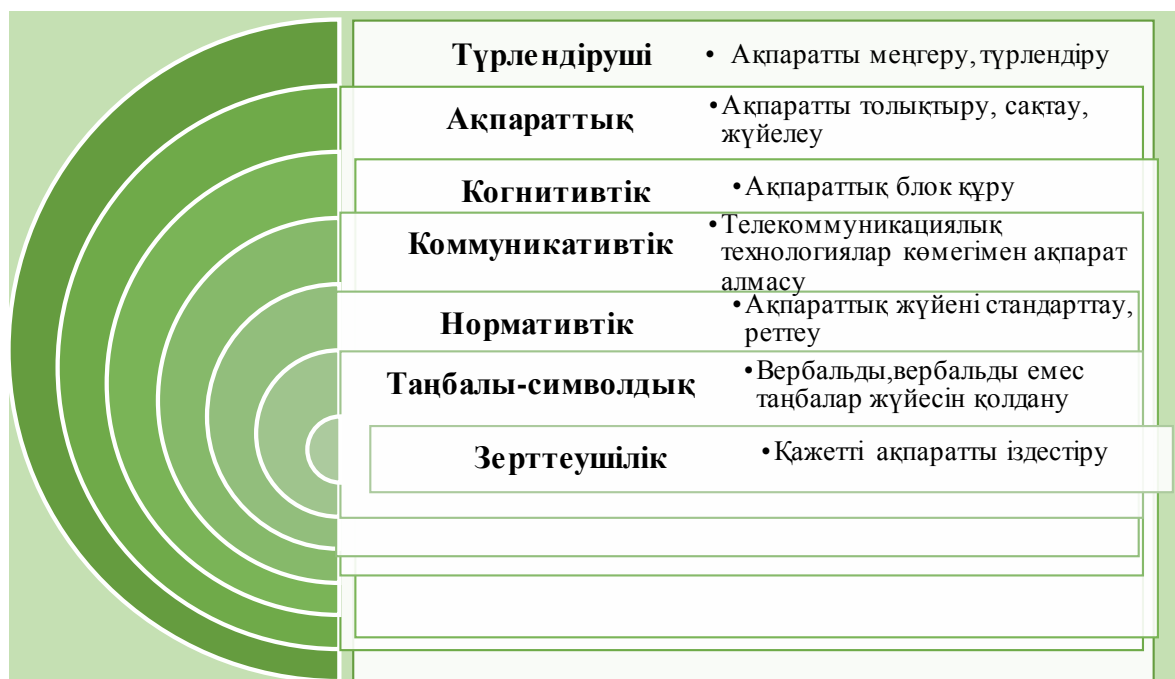 Түрлендіруші • Ақпаратты меңгеру, түрлендіру
Ақпараттық •Ақпаратты толықтыру, сақтау,
жүйелеу
Когнитивтік •Ақпараттық блок құру
Коммуникативтік •Телекоммуникациялық
технологиялар көмегімен ақпарат
алмасу
Нормативтік •Ақпараттық жүйені стандарттау,
реттеу
Таңбалы-символдық •Вербальды,вербальды емес
таңбалар жүйесін қолдану
Зерттеушілік •Қажетті ақпаратты іздестіру